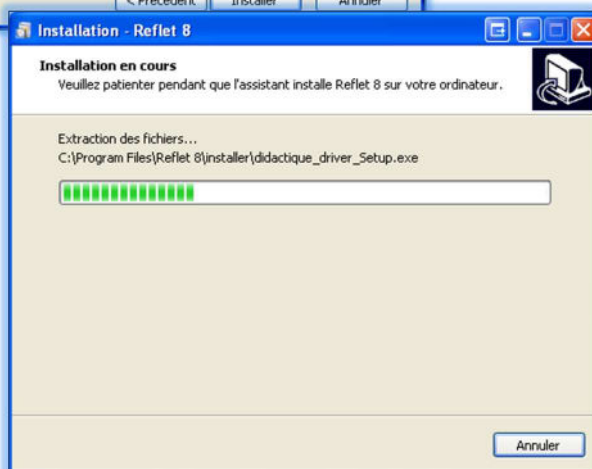 < Précédent Installer Annuler
Installation - Reflet 8
Installation en cours
Veuillez patienter pendant que l'assistant installe Reflet 8 sur votre ordinateur.
Extraction des fichiers...
C:\Program Files\Reflet 8\installer\didactique_driver_Setup.exe
Annuler